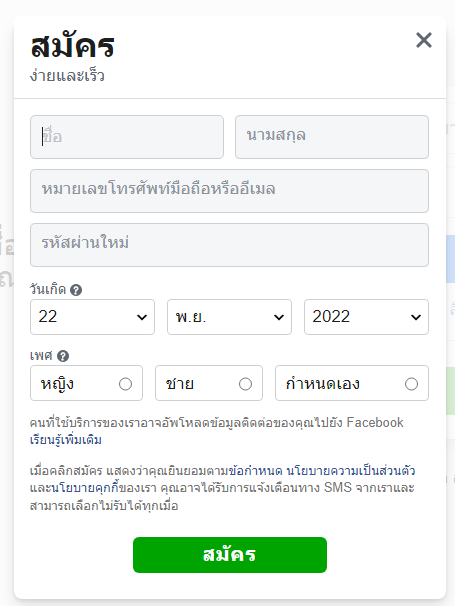 สมัคร
ง่ายและเร็ว
ชื่อ
นามสกุล
หมายเลขโทรศัพท์มือถือหรืออีเมล
รหัสผ่านใหม่
วันเกิด
22
พ.ย.
2022
เพศ
หญิง
ชาย
กำหนดเอง
คนที่ใช้บริการของเราอาจอัพโหลดข้อมูลติดต่อของคุณไปยัง Facebook
เรียนรู้เพิ่มเติม
เมื่อคลิกสมัคร แสดงว่าคุณยินยอมตามข้อกำหนด นโยบายความเป็นส่วนตัว
และนโยบายคุกกี้ของเรา คุณอาจได้รับการแจ้งเตือนทาง SMS จากเราและ
สามารถเลือกไม่รับได้ทุกเมื่อ
สมัคร